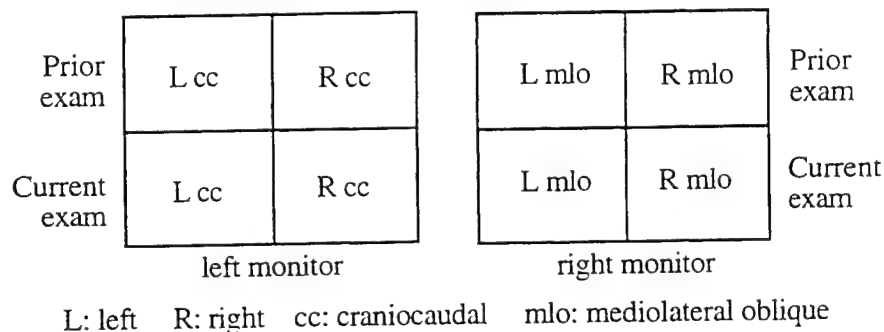 Prior exam
L cc R cc L mlo R mlo
Prior exam
Current exam
L cc R cc L mlo R mlo
Current exam
left monitor right monitor
L: left R: right cc: craniocaudal mlo: mediolateral oblique